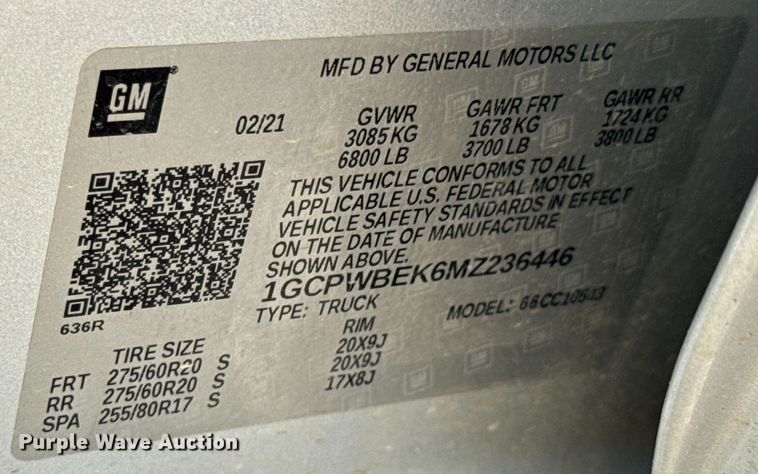 GM®
MFD BY GENERAL MOTORS LLC
02/21 GVWR GAWR FRT GAWR RR
3085 KG 1678 KG 1724 KG
6800 LB 3700 LB 3800 LB
THIS VEHICLE CONFORMS TO ALL
APPLICABLE U.S. FEDERAL MOTOR
VEHICLE SAFETY STANDARDS IN EFFECT
ON THE DATE OF MANUFACTURE
SHOWN ABOVE.
1GCPWBEK6MZ236446
TYPE: TRUCK MODEL: 66CC10543
636R
TIRE SIZE RIM
FRT 275/60R20 S 20X9J
RR 275/60R20 S 20X9J
SPA 255/80R17 S 17X8J
Purple Wave Auction